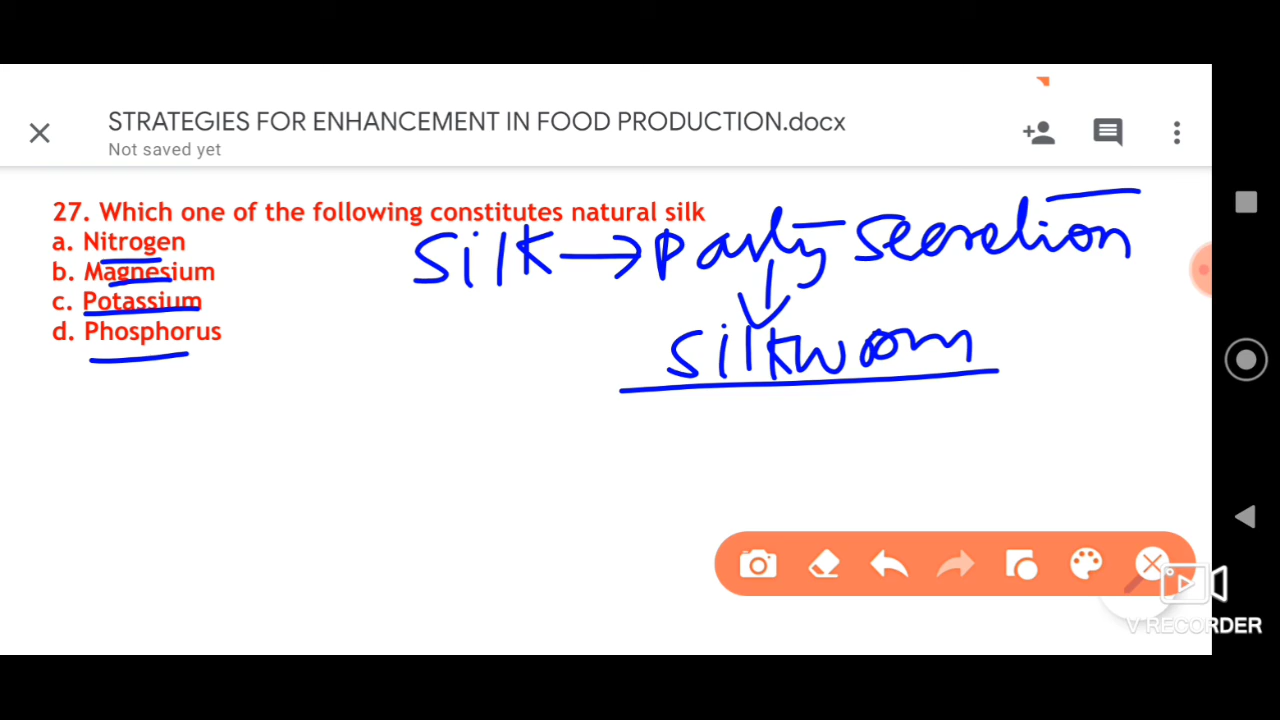 STRATEGIES FOR ENHANCEMENT IN FOOD PRODUCTION.docx
Not saved yet
27. Which one of the following constitutes natural silk
a. Nitrogen
b. Magnesium
c. Potassium
d. Phosphorus
Silk → Pasty secretion
silkworm
V RECORDER